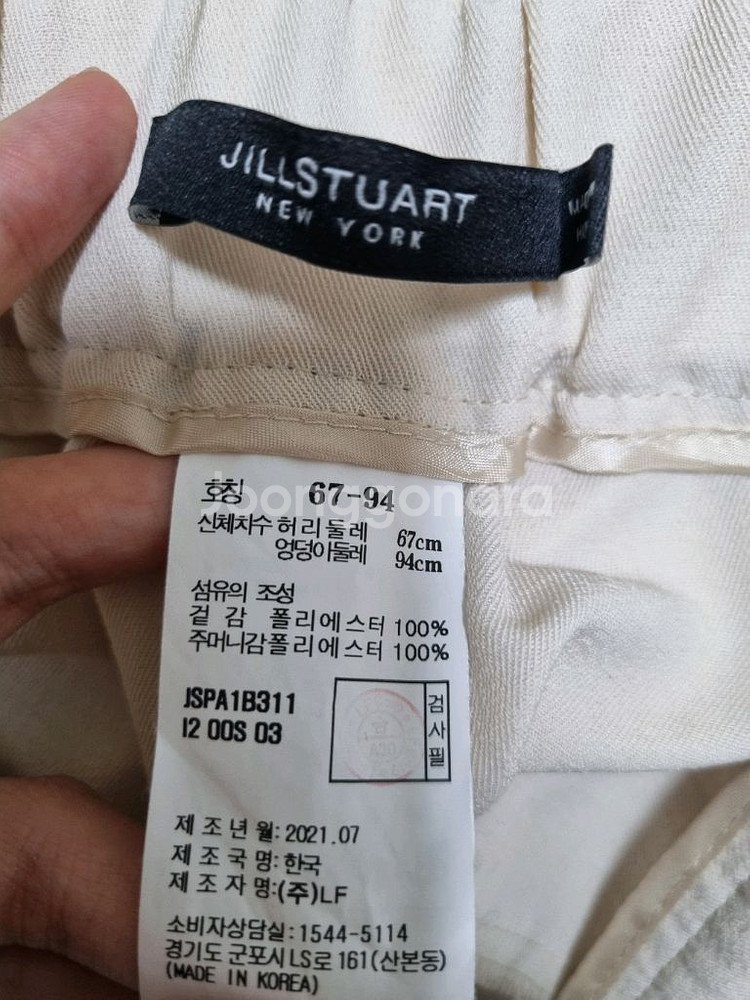 JILLSTUART
NEW YORK
Joonggonara
호칭 67-94
신체치수 허리둘레 67cm
엉덩이둘레 94cm
섬유의 조성
겉감 폴리에스터 100%
주머니감 폴리에스터 100%
JSPA1B311
I2 00S 03
검사필
제조년월: 2021.07
제조국명: 한국
제조자명: (주)LF
소비자상담실: 1544-5114
경기도 군포시 LS로 161(산본동)
(MADE IN KOREA)